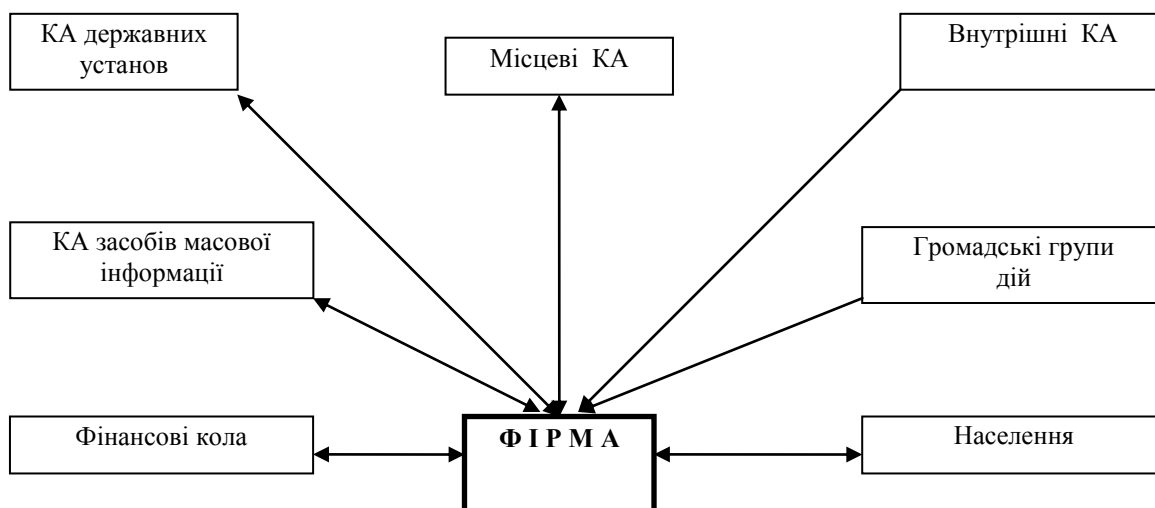 КА державних
установ
Місцеві КА
Внутрішні КА
КА засобів масової
інформації
Громадські групи
дій
Фінансові кола
Ф І Р М А
Населення